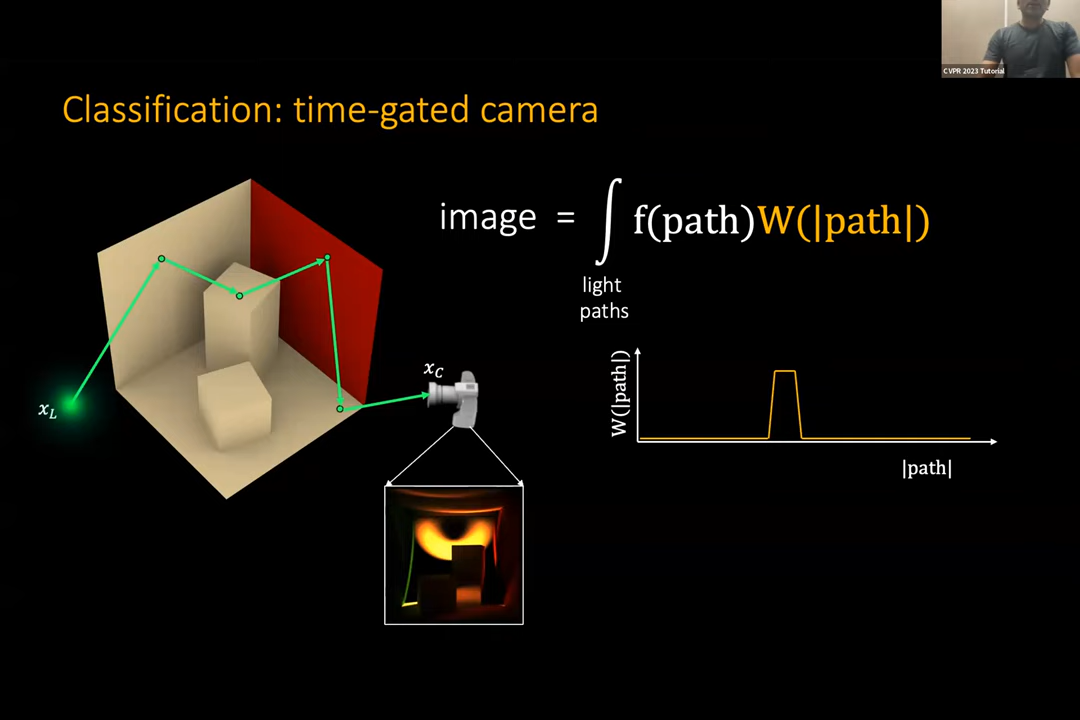 CVPR 2023 Tutorial
Classification: time-gated camera
image = ∫ f(path)W(|path|)
light
paths
x_C
x_L
W(|path|)
|path|